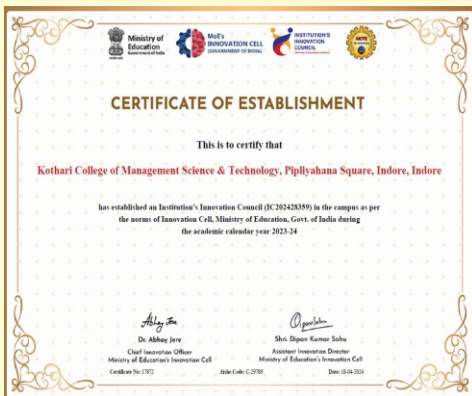 Ministry of
Education
Government of India
MoE's
INNOVATION CELL
(GOVERNMENT OF INDIA)
INSTITUTION'S
INNOVATION
COUNCIL
CERTIFICATE OF ESTABLISHMENT
This is to certify that
Kothari College of Management Science & Technology, Pipliyahana Square, Indore, Indore
has established an Institution's Innovation Council (IC202428359) in the campus as per
the norms of Innovation Cell, Ministry of Education, Govt. of India during
the academic calendar year 2023-24
Dr. Abhay Jere
Shri. Dipan Kumar Sahu
Chief Innovation Officer
Assistant Innovation Director
Ministry of Education's Innovation Cell
Ministry of Education's Innovation Cell
Certificate No: 17872
Aishe Code: C-29789
Date: 18-04-2024